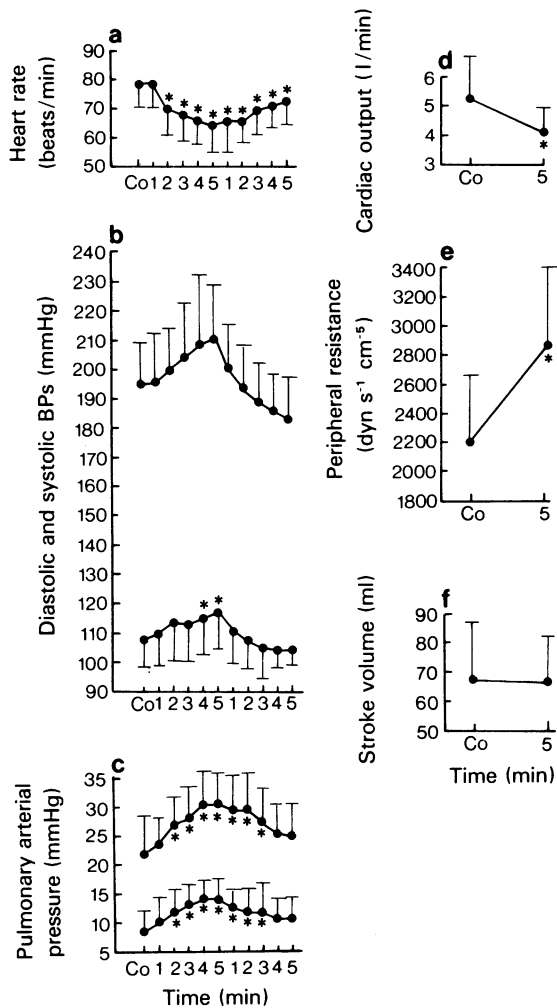 a
Heart rate
(beats/min)
90
80
70
60
50
* * * * * * * * *
Co 1 2 3 4 5 1 2 3 4 5
b
Diastolic and systolic BPs (mmHg)
240
230
220
210
200
190
180
170
160
150
140
130
120
110
100
90
* *
Co 1 2 3 4 5 1 2 3 4 5
c
Pulmonary arterial
pressure (mmHg)
35
30
25
20
15
10
5
* * * * * * *
* * * * * * *
Co 1 2 3 4 5 1 2 3 4 5
Time (min)
d
Cardiac output (l/min)
6
5
4
3
*
Co 5
e
Peripheral resistance
(dyn s⁻¹ cm⁻⁵)
3400
3200
3000
2800
2600
2400
2200
2000
1800
*
Co 5
f
Stroke volume (ml)
90
80
70
60
50
Co 5
Time (min)